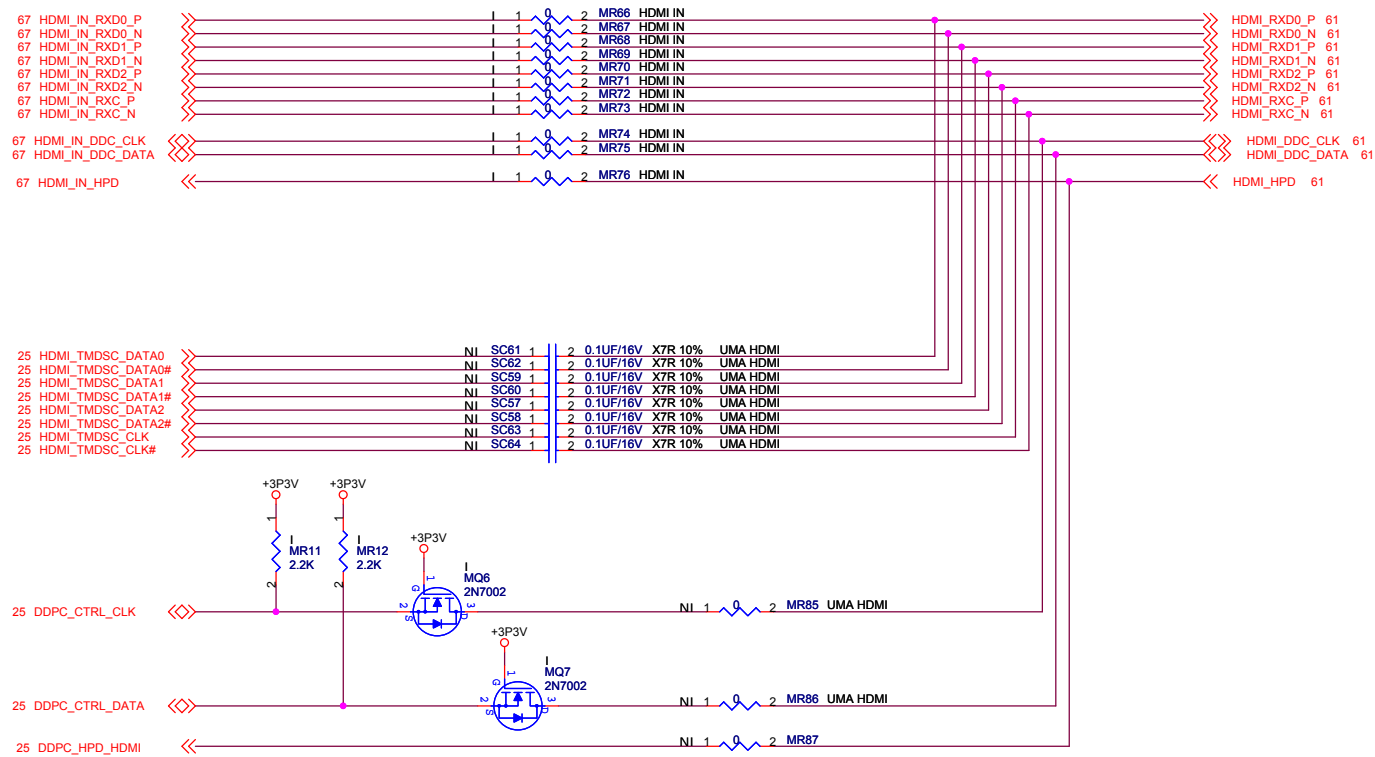 67 HDMI_IN_RXD0_P I 1 0 2 MR66 HDMI IN HDMI_RXD0_P 61
67 HDMI_IN_RXD0_N I 1 0 2 MR67 HDMI IN HDMI_RXD0_N 61
67 HDMI_IN_RXD1_P I 1 0 2 MR68 HDMI IN HDMI_RXD1_P 61
67 HDMI_IN_RXD1_N I 1 0 2 MR69 HDMI IN HDMI_RXD1_N 61
67 HDMI_IN_RXD2_P I 1 0 2 MR70 HDMI IN HDMI_RXD2_P 61
67 HDMI_IN_RXD2_N I 1 0 2 MR71 HDMI IN HDMI_RXD2_N 61
67 HDMI_IN_RXC_P I 1 0 2 MR72 HDMI IN HDMI_RXC_P 61
67 HDMI_IN_RXC_N I 1 0 2 MR73 HDMI IN HDMI_RXC_N 61
67 HDMI_IN_DDC_CLK I 1 0 2 MR74 HDMI IN HDMI_DDC_CLK 61
67 HDMI_IN_DDC_DATA I 1 0 2 MR75 HDMI IN HDMI_DDC_DATA 61
67 HDMI_IN_HPD I 1 0 2 MR76 HDMI IN HDMI_HPD 61
25 HDMI_TMDSC_DATA0 NI SC61 1 2 0.1UF/16V X7R 10% UMA HDMI
25 HDMI_TMDSC_DATA0# NI SC62 1 2 0.1UF/16V X7R 10% UMA HDMI
25 HDMI_TMDSC_DATA1 NI SC59 1 2 0.1UF/16V X7R 10% UMA HDMI
25 HDMI_TMDSC_DATA1# NI SC60 1 2 0.1UF/16V X7R 10% UMA HDMI
25 HDMI_TMDSC_DATA2 NI SC57 1 2 0.1UF/16V X7R 10% UMA HDMI
25 HDMI_TMDSC_DATA2# NI SC58 1 2 0.1UF/16V X7R 10% UMA HDMI
25 HDMI_TMDSC_CLK NI SC63 1 2 0.1UF/16V X7R 10% UMA HDMI
25 HDMI_TMDSC_CLK# NI SC64 1 2 0.1UF/16V X7R 10% UMA HDMI
+3P3V +3P3V
1 1
I I
MR11 MR12
2.2K 2.2K
2 2
+3P3V
I
MQ6
2N7002
1
G
25 DDPC_CTRL_CLK 2 S 3 D NI 1 0 2 MR85 UMA HDMI
+3P3V
I
MQ7
2N7002
1
G
25 DDPC_CTRL_DATA 2 S 3 D NI 1 0 2 MR86 UMA HDMI
25 DDPC_HPD_HDMI NI 1 0 2 MR87